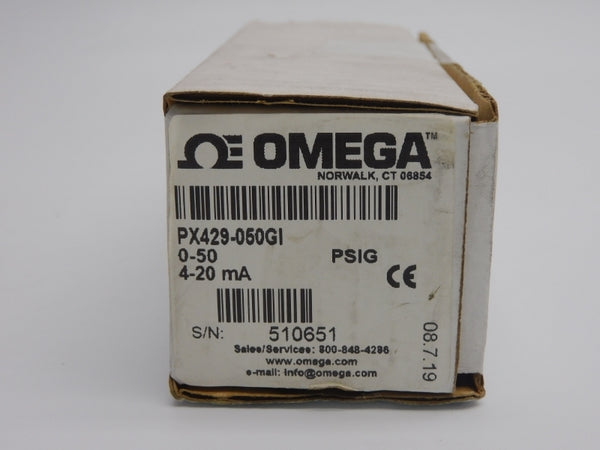 ΩE OMEGA™
NORWALK, CT 06854
PX429-050GI
0-50 PSIG
4-20 mA
CE
S/N: 510651
Sales/Services: 800-848-4286
www.omega.com
e-mail: info@omega.com
08.7.19